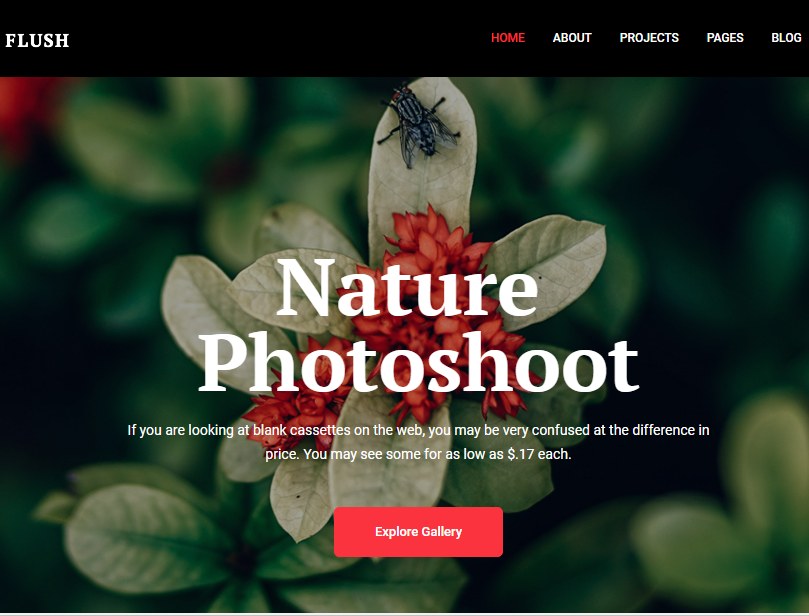 FLUSH
HOME ABOUT PROJECTS PAGES BLOG
Nature
Photoshoot
If you are looking at blank cassettes on the web, you may be very confused at the difference in
price. You may see some for as low as $.17 each.
Explore Gallery